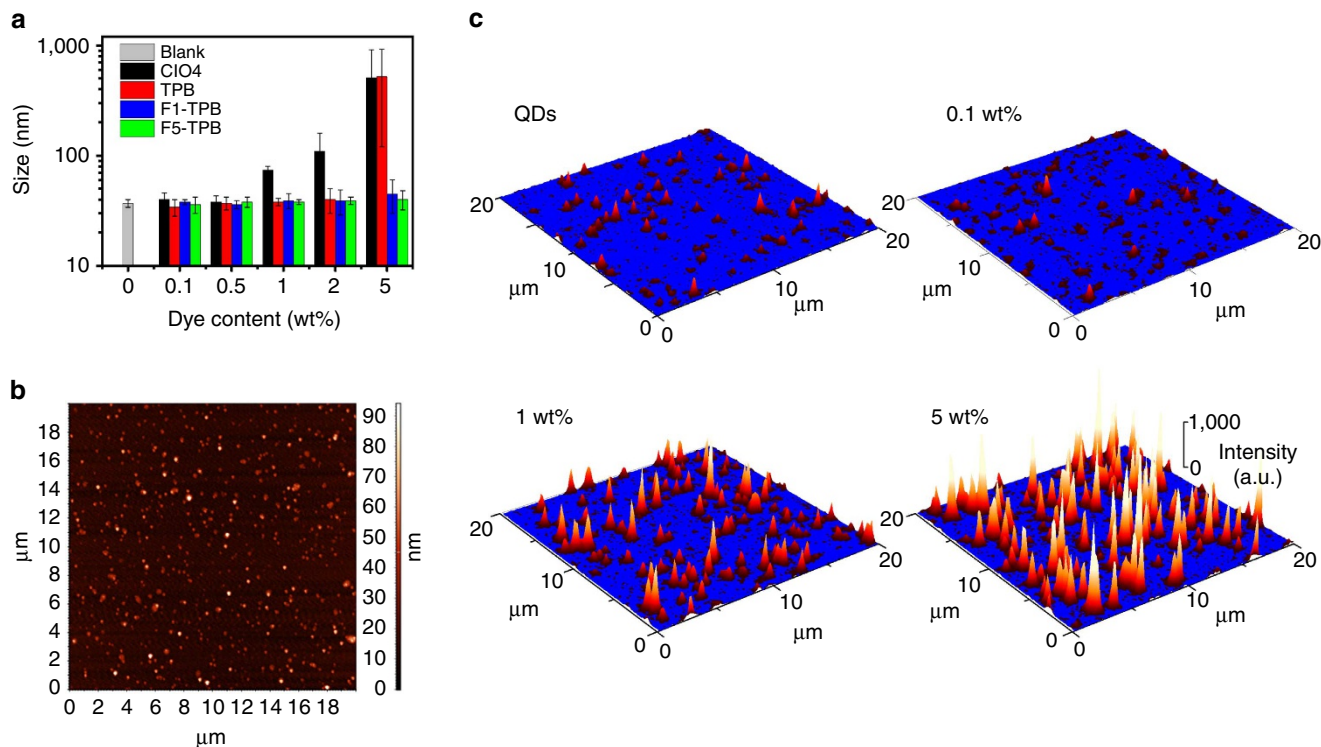 a
1,000
100
10
Size (nm)
Blank
ClO4
TPB
F1-TPB
F5-TPB
0 0.1 0.5 1 2 5
Dye content (wt%)
b
18
16
14
12
10
8
6
4
2
0
μm
0 2 4 6 8 10 12 14 16 18
μm
90
80
70
60
50
40
30
20
10
0
nm
c
QDs
20
10
μm
0
0
10
μm
20
0.1 wt%
20
10
μm
0
0
10
μm
20
1 wt%
20
10
μm
0
0
10
μm
20
5 wt%
1,000
0
Intensity
(a.u.)
20
10
μm
0
0
10
μm
20